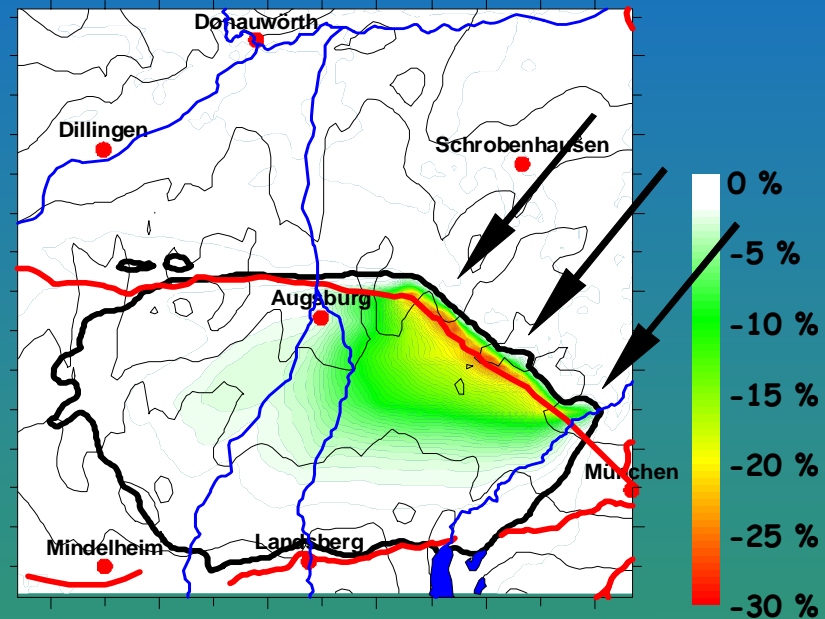 Donauwörth
Dillingen
Schrobenhausen
0 %
-5 %
Augsburg
-10 %
-15 %
-20 %
München
-25 %
Mindelheim
Landsberg
-30 %